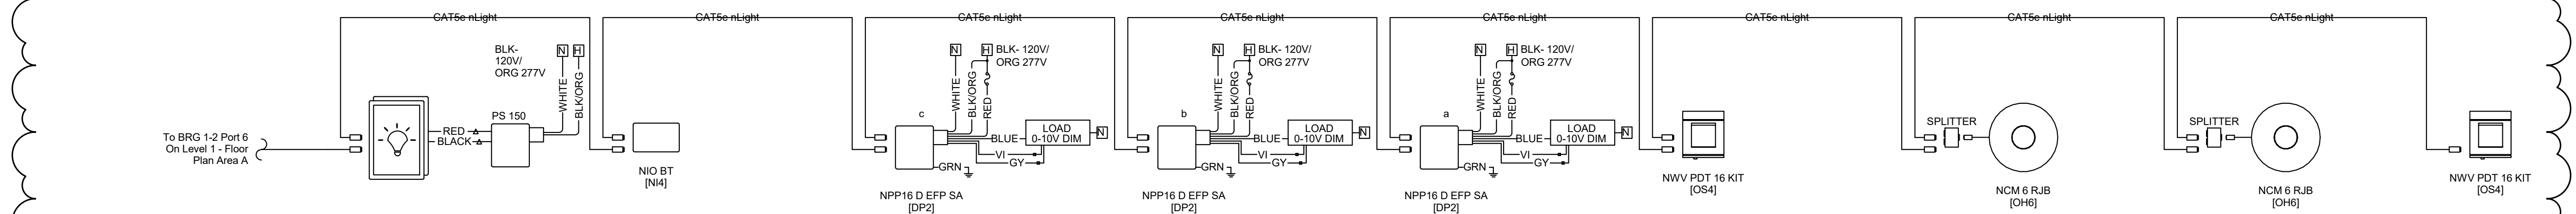 CAT5e nLight
CAT5e nLight
CAT5e nLight
CAT5e nLight
CAT5e nLight
CAT5e nLight
CAT5e nLight
CAT5e nLight
To BRG 1-2 Port 6
On Level 1 - Floor
Plan Area A
BLK-
120V/
ORG 277V
N
H
WHITE
BLK/ORG
PS 150
RED
BLACK
NIO BT
[NI4]
N
H
BLK- 120V/
ORG 277V
WHITE
BLK/ORG
RED
c
BLUE
LOAD
0-10V DIM
N
VI
GY
GRN
NPP16 D EFP SA
[DP2]
N
H
BLK- 120V/
ORG 277V
WHITE
BLK/ORG
RED
b
BLUE
LOAD
0-10V DIM
N
VI
GY
GRN
NPP16 D EFP SA
[DP2]
N
H
BLK- 120V/
ORG 277V
WHITE
BLK/ORG
RED
a
BLUE
LOAD
0-10V DIM
N
VI
GY
GRN
NPP16 D EFP SA
[DP2]
NWV PDT 16 KIT
[OS4]
SPLITTER
NCM 6 RJB
[OH6]
SPLITTER
NCM 6 RJB
[OH6]
NWV PDT 16 KIT
[OS4]